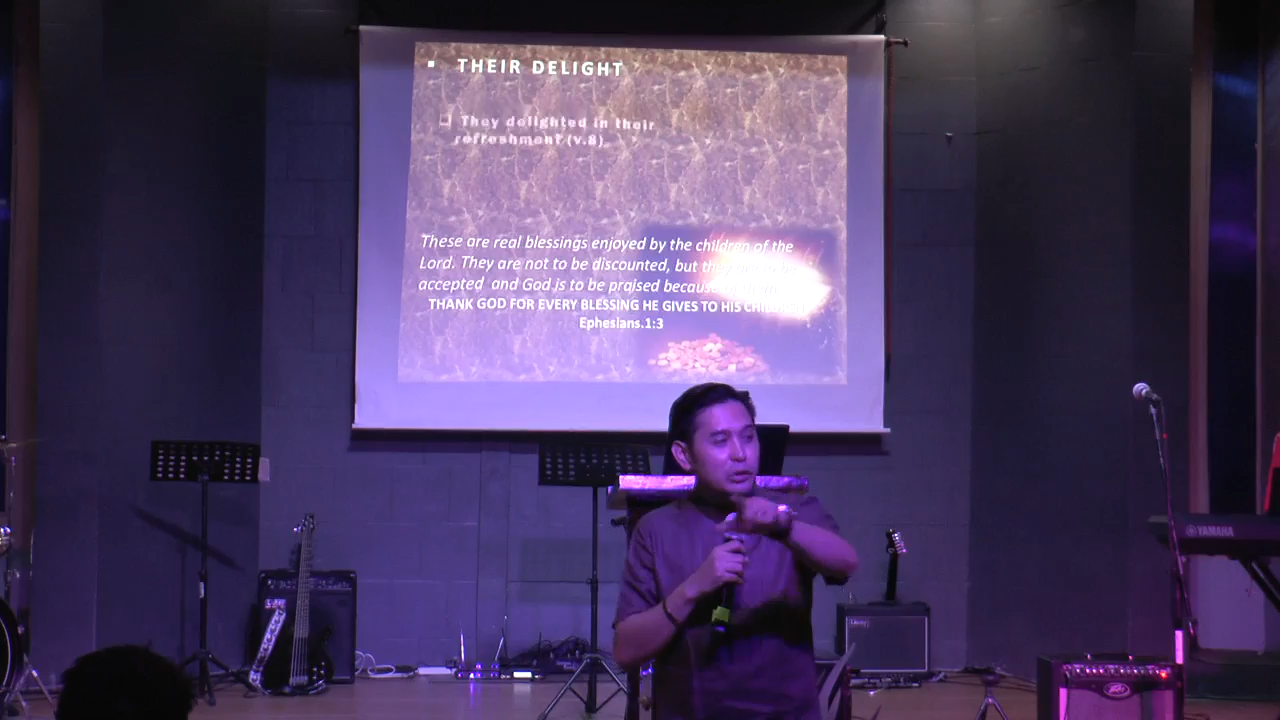 ▪ THEIR DELIGHT
❑ They delighted in their
refreshment (v.8)
These are real blessings enjoyed by the children of the
Lord. They are not to be discounted, but they
accepted and God is to be praised because
THANK GOD FOR EVERY BLESSING HE GIVES TO HIS CHILDREN
Ephesians.1:3
YAMAHA